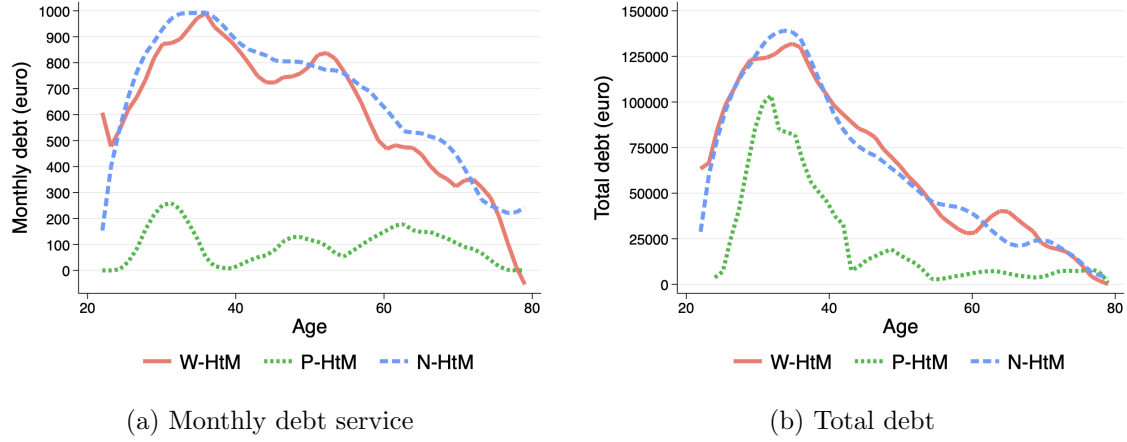 Monthly debt (euro)
1000
900
800
700
600
500
400
300
200
100
0
20 40 60 80
Age
W-HtM P-HtM N-HtM
(a) Monthly debt service
Total debt (euro)
150000
125000
100000
75000
50000
25000
0
20 40 60 80
Age
W-HtM P-HtM N-HtM
(b) Total debt